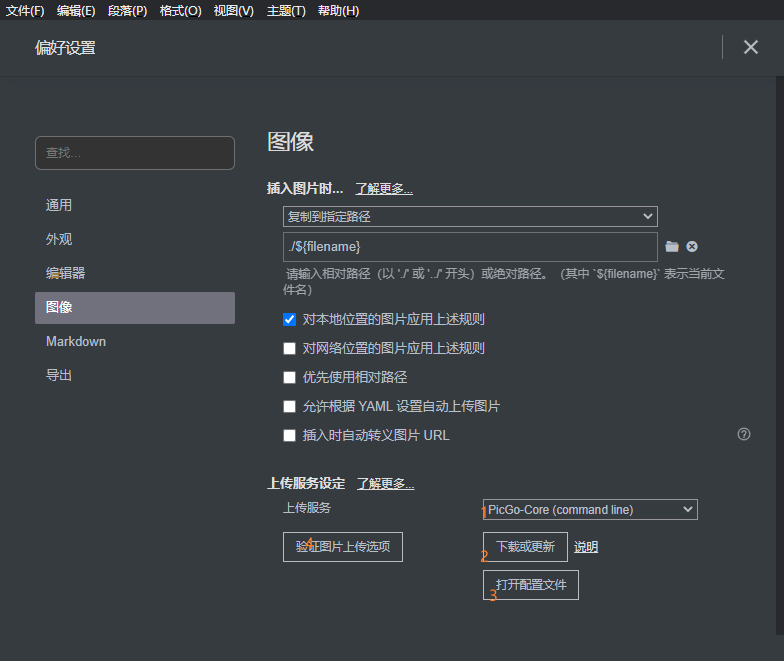 文件(F) 编辑(E) 段落(P) 格式(O) 视图(V) 主题(T) 帮助(H)
偏好设置
查找...
通用
外观
编辑器
图像
Markdown
导出
图像
插入图片时... 了解更多...
复制到指定路径
./${filename}
请输入相对路径（以 './' 或 '../' 开头）或绝对路径。（其中 `${filename}` 表示当前文
件名）
对本地位置的图片应用上述规则
对网络位置的图片应用上述规则
优先使用相对路径
允许根据 YAML 设置自动上传图片
插入时自动转义图片 URL
上传服务设定 了解更多...
上传服务
1 PicGo-Core (command line)
4 验证图片上传选项
2 下载或更新 说明
3 打开配置文件